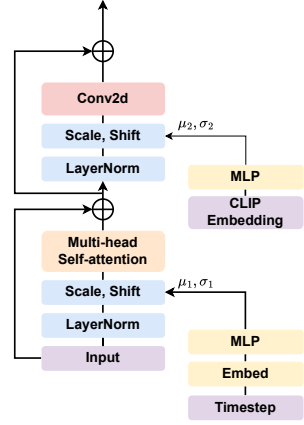 Conv2d
Scale, Shift
μ₂, σ₂
LayerNorm
MLP
CLIP
Embedding
Multi-head
Self-attention
Scale, Shift
μ₁, σ₁
LayerNorm
Input
MLP
Embed
Timestep